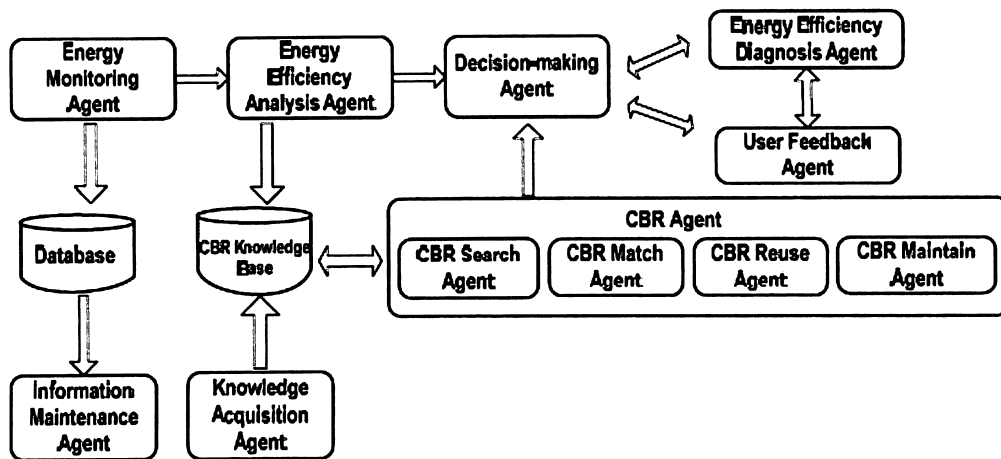 Energy
Monitoring
Agent
Energy
Efficiency
Analysis Agent
Decision-making
Agent
Energy Efficiency
Diagnosis Agent
User Feedback
Agent
Database
CBR Knowledge
Base
CBR Agent
CBR Search
Agent
CBR Match
Agent
CBR Reuse
Agent
CBR Maintain
Agent
Information
Maintenance
Agent
Knowledge
Acquisition
Agent